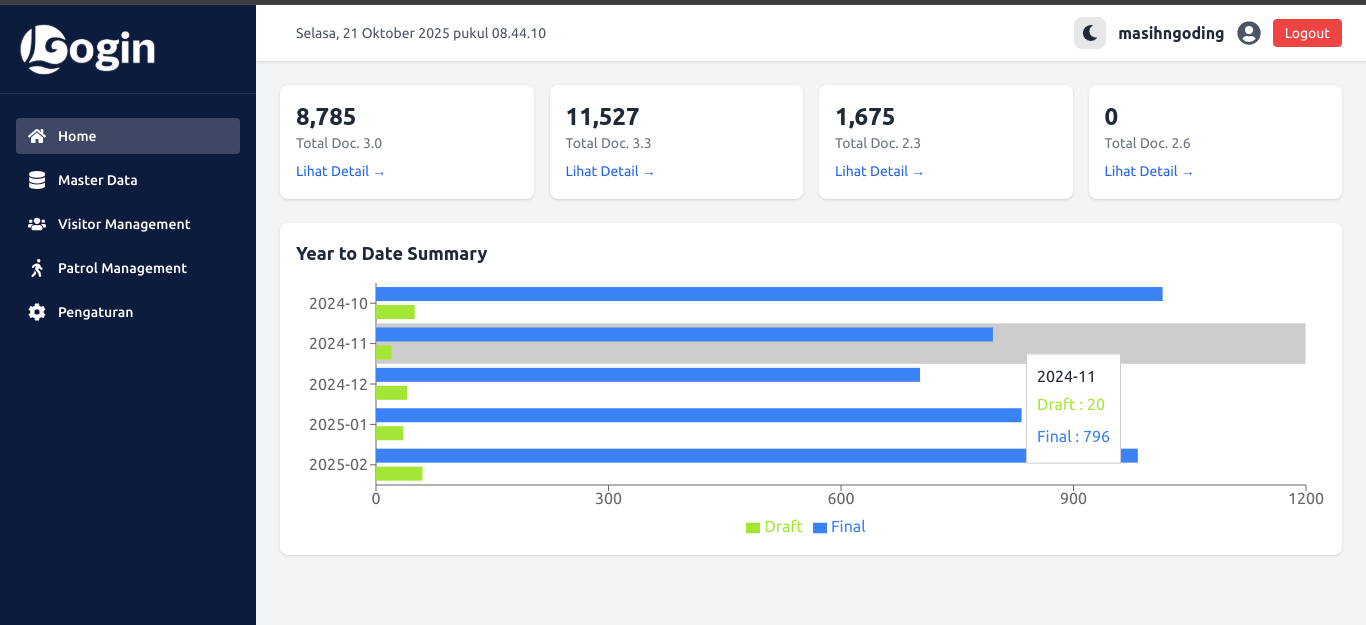 Login
Selasa, 21 Oktober 2025 pukul 08.44.10
masihngoding
Logout
Home
Master Data
Visitor Management
Patrol Management
Pengaturan
8,785
Total Doc. 3.0
Lihat Detail →
11,527
Total Doc. 3.3
Lihat Detail →
1,675
Total Doc. 2.3
Lihat Detail →
0
Total Doc. 2.6
Lihat Detail →
Year to Date Summary
2024-10
2024-11
2024-12
2025-01
2025-02
2024-11
Draft : 20
Final : 796
0 300 600 900 1200
Draft Final